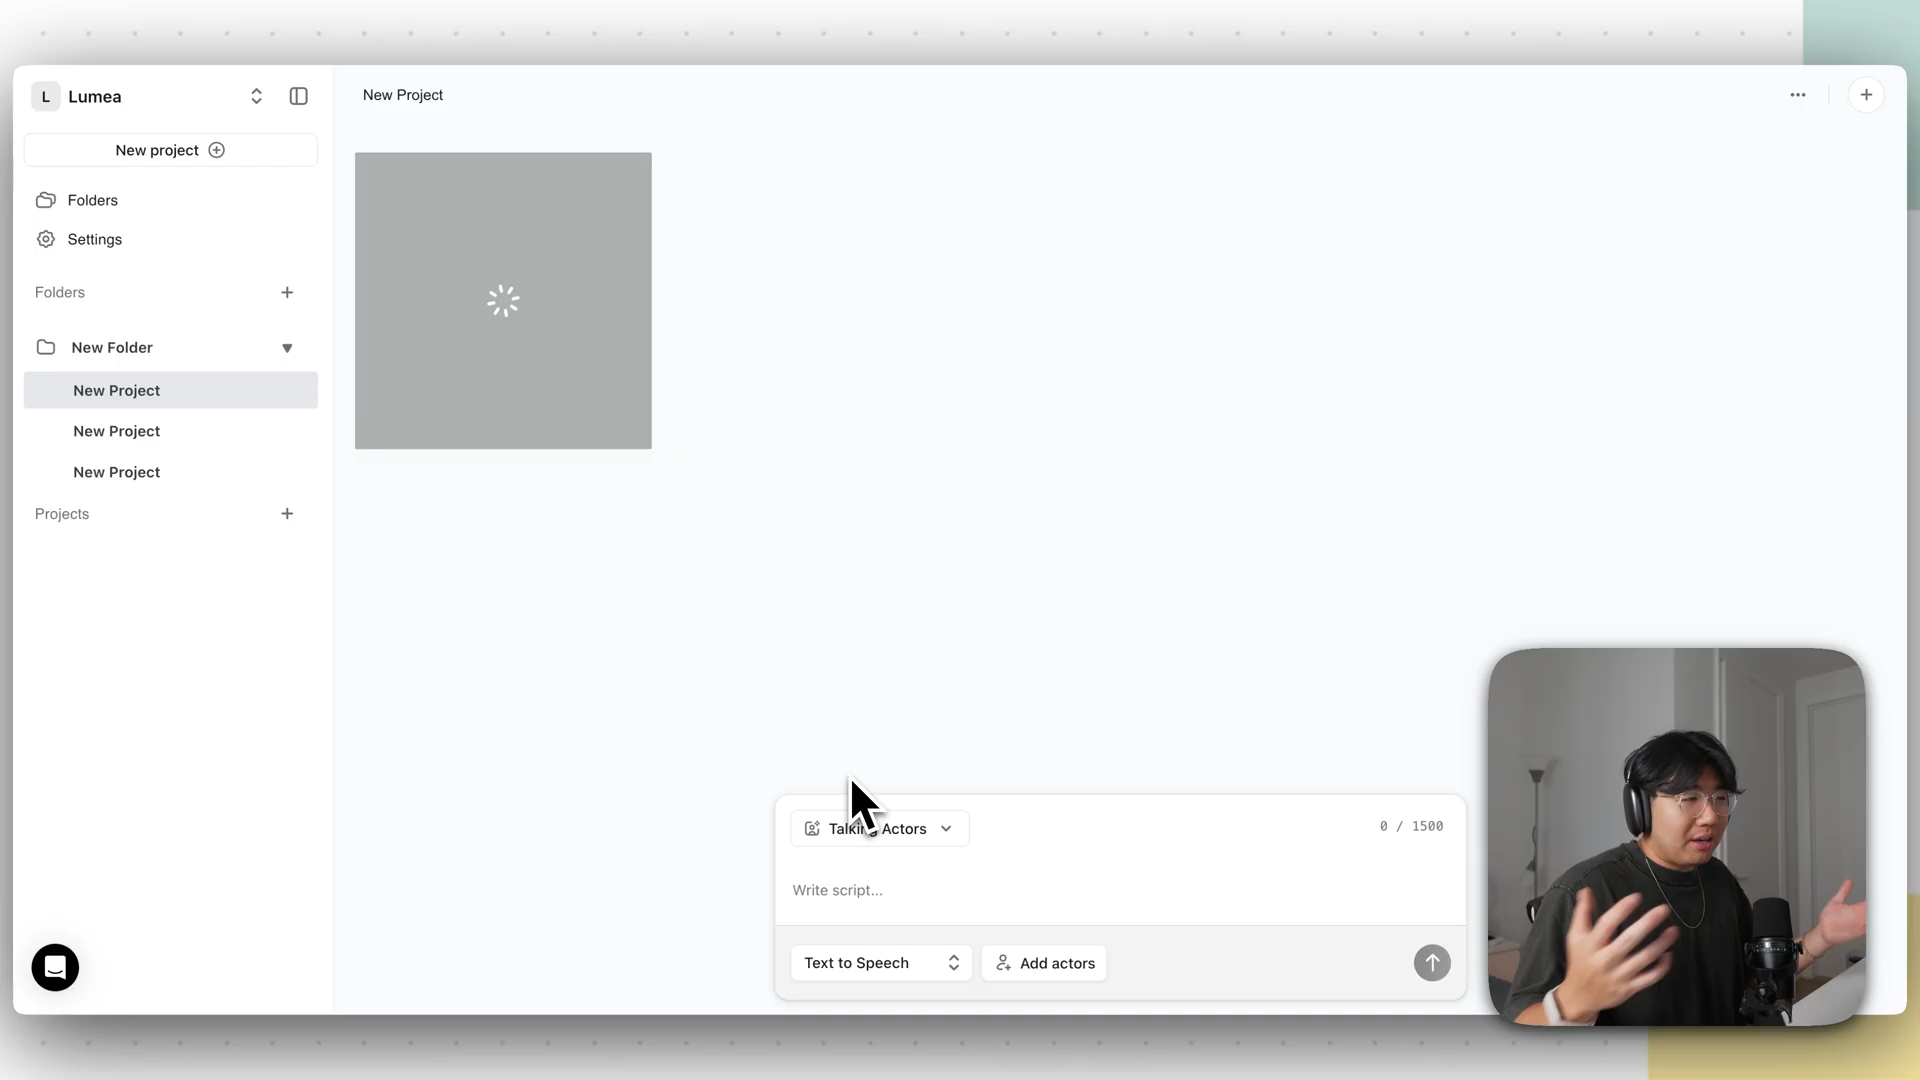 L Lumea
New Project
New project
Folders
Settings
Folders
New Folder
New Project
New Project
New Project
Projects
Talking Actors
0 / 1500
Write script...
Text to Speech
Add actors